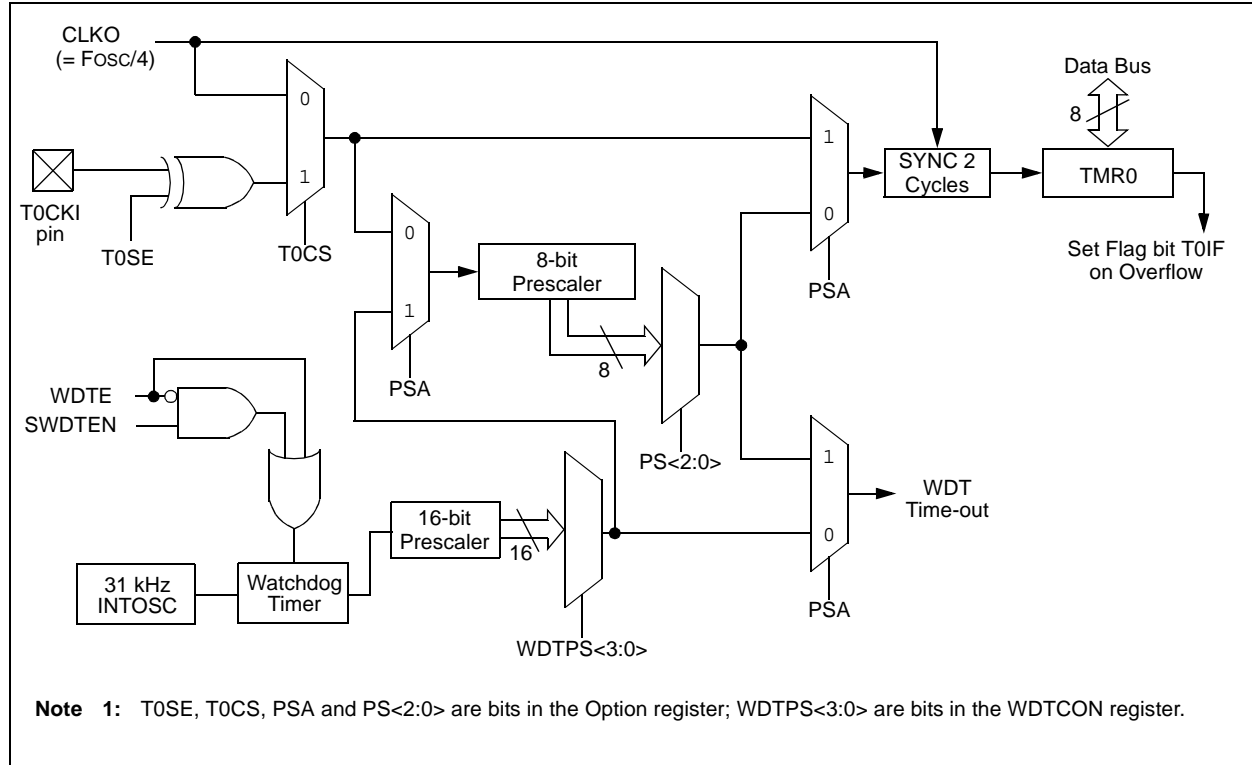 CLKO
(= FOSC/4)
Data Bus
8
0
1
1
0
SYNC 2
Cycles
TMR0
T0CKI
pin
T0SE
T0CS
0
1
8-bit
Prescaler
PSA
Set Flag bit T0IF
on Overflow
8
PSA
WDTE
SWDTEN
PS<2:0>
1
0
WDT
Time-out
16-bit
Prescaler
16
31 kHz
INTOSC
Watchdog
Timer
PSA
WDTPS<3:0>
Note 1: T0SE, T0CS, PSA and PS<2:0> are bits in the Option register; WDTPS<3:0> are bits in the WDTCON register.